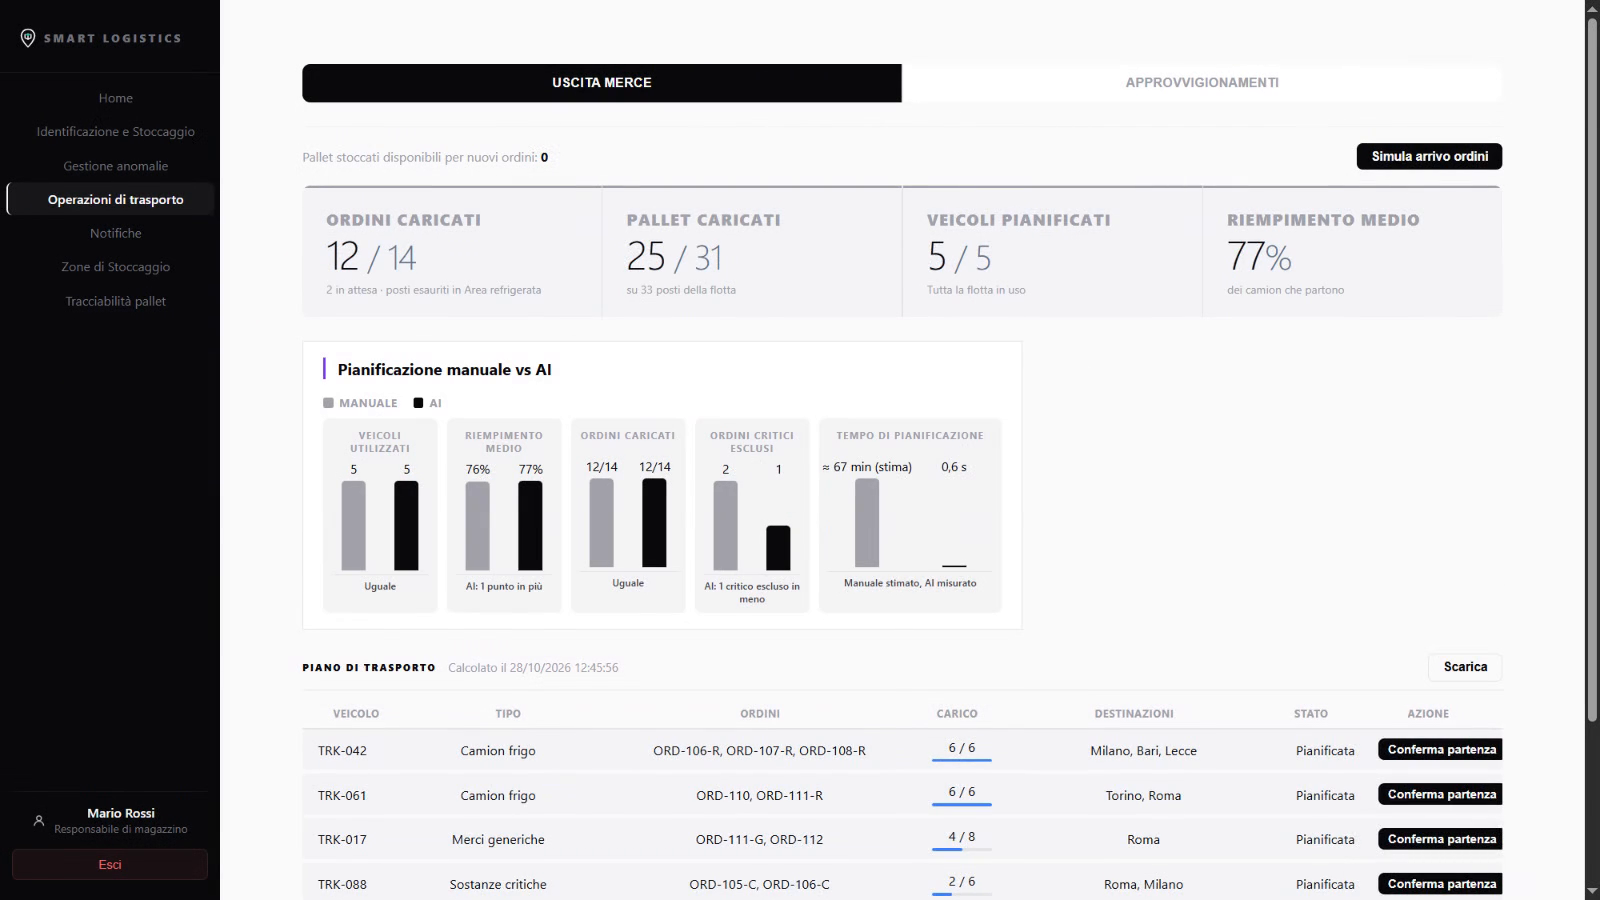 SMART LOGISTICS
Home
Identificazione e Stoccaggio
Gestione anomalie
Operazioni di trasporto
Notifiche
Zone di Stoccaggio
Tracciabilità pallet
Mario Rossi
Responsabile di magazzino
Esci
USCITA MERCE
APPROVVIGIONAMENTI
Pallet stoccati disponibili per nuovi ordini: 0
Simula arrivo ordini
ORDINI CARICATI
12 / 14
2 in attesa · posti esauriti in Area refrigerata
PALLET CARICATI
25 / 31
su 33 posti della flotta
VEICOLI PIANIFICATI
5 / 5
Tutta la flotta in uso
RIEMPIMENTO MEDIO
77%
dei camion che partono
Pianificazione manuale vs AI
MANUALE AI
VEICOLI
UTILIZZATI
5 5
Uguale
RIEMPIMENTO
MEDIO
76% 77%
AI: 1 punto in più
ORDINI CARICATI
12/14 12/14
Uguale
ORDINI CRITICI
ESCLUSI
2 1
AI: 1 critico escluso in
meno
TEMPO DI PIANIFICAZIONE
≈ 67 min (stima) 0,6 s
Manuale stimato, AI misurato
PIANO DI TRASPORTO Calcolato il 28/10/2026 12:45:56
Scarica
VEICOLO TIPO ORDINI CARICO DESTINAZIONI STATO AZIONE
TRK-042 Camion frigo ORD-106-R, ORD-107-R, ORD-108-R 6 / 6 Milano, Bari, Lecce Pianificata Conferma partenza
TRK-061 Camion frigo ORD-110, ORD-111-R 6 / 6 Torino, Roma Pianificata Conferma partenza
TRK-017 Merci generiche ORD-111-G, ORD-112 4 / 8 Roma Pianificata Conferma partenza
TRK-088 Sostanze critiche ORD-105-C, ORD-106-C 2 / 6 Roma, Milano Pianificata Conferma partenza